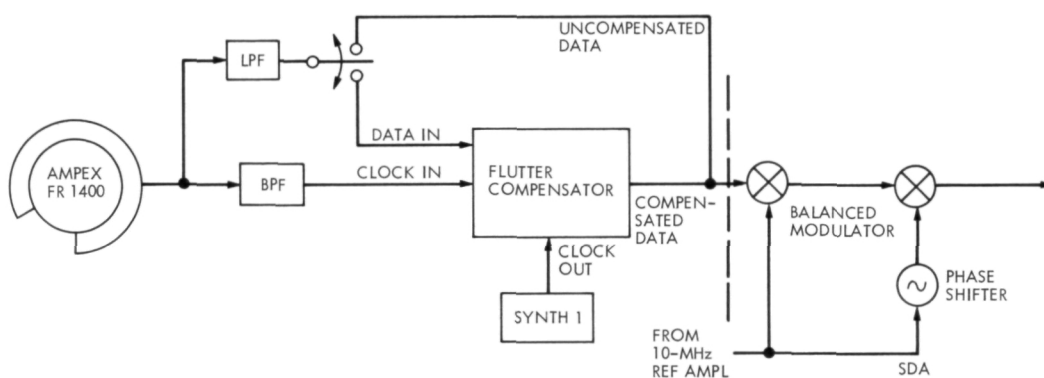 UNCOMPENSATED
DATA
LPF
DATA IN
AMPEX
FR 1400
BPF
CLOCK IN
FLUTTER
COMPENSATOR
COMPEN-
SATED
DATA
BALANCED
MODULATOR
CLOCK
OUT
PHASE
SHIFTER
SYNTH 1
FROM
10-MHz
REF AMPL
SDA